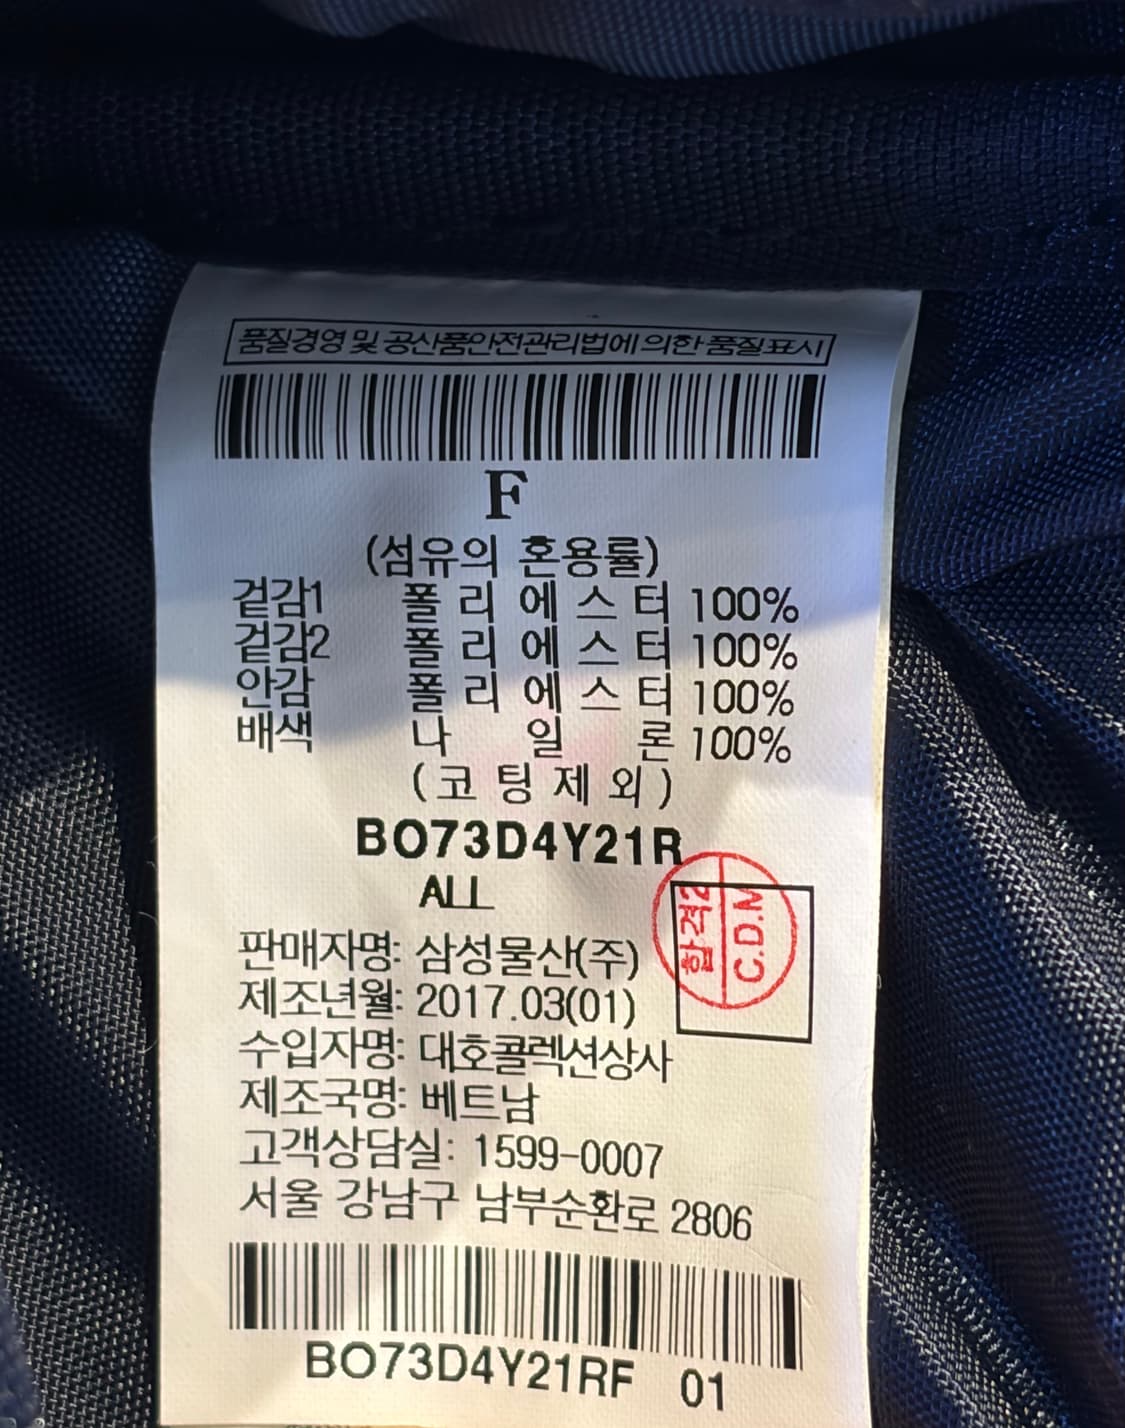 품질경영 및 공산품안전관리법에 의한 품질표시
F
(섬유의 혼용률)
겉감1 폴리에스터 100%
겉감2 폴리에스터 100%
안감 폴리에스터 100%
배색 나일론 100%
(코팅제외)
BO73D4Y21R
ALL
합격2
C.D.M
판매자명: 삼성물산(주)
제조년월: 2017.03(01)
수입자명: 대호콜렉션상사
제조국명: 베트남
고객상담실: 1599-0007
서울 강남구 남부순환로 2806
BO73D4Y21RF 01